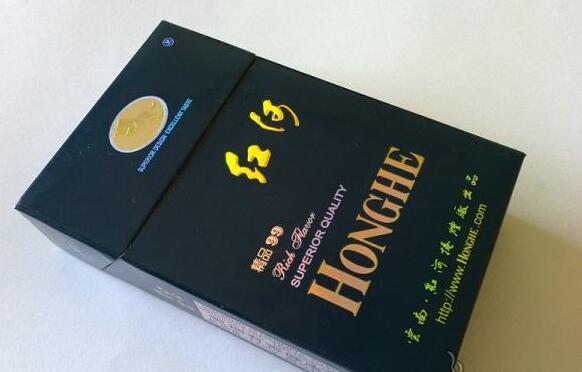 ®
SUPERIOR DESIGN EXCELLENT TASTE
红河
精品 99
Rich Flavor
SUPERIOR QUALITY
HONGHE
云南·红河卷烟厂出品
http://www.HONGHE.com